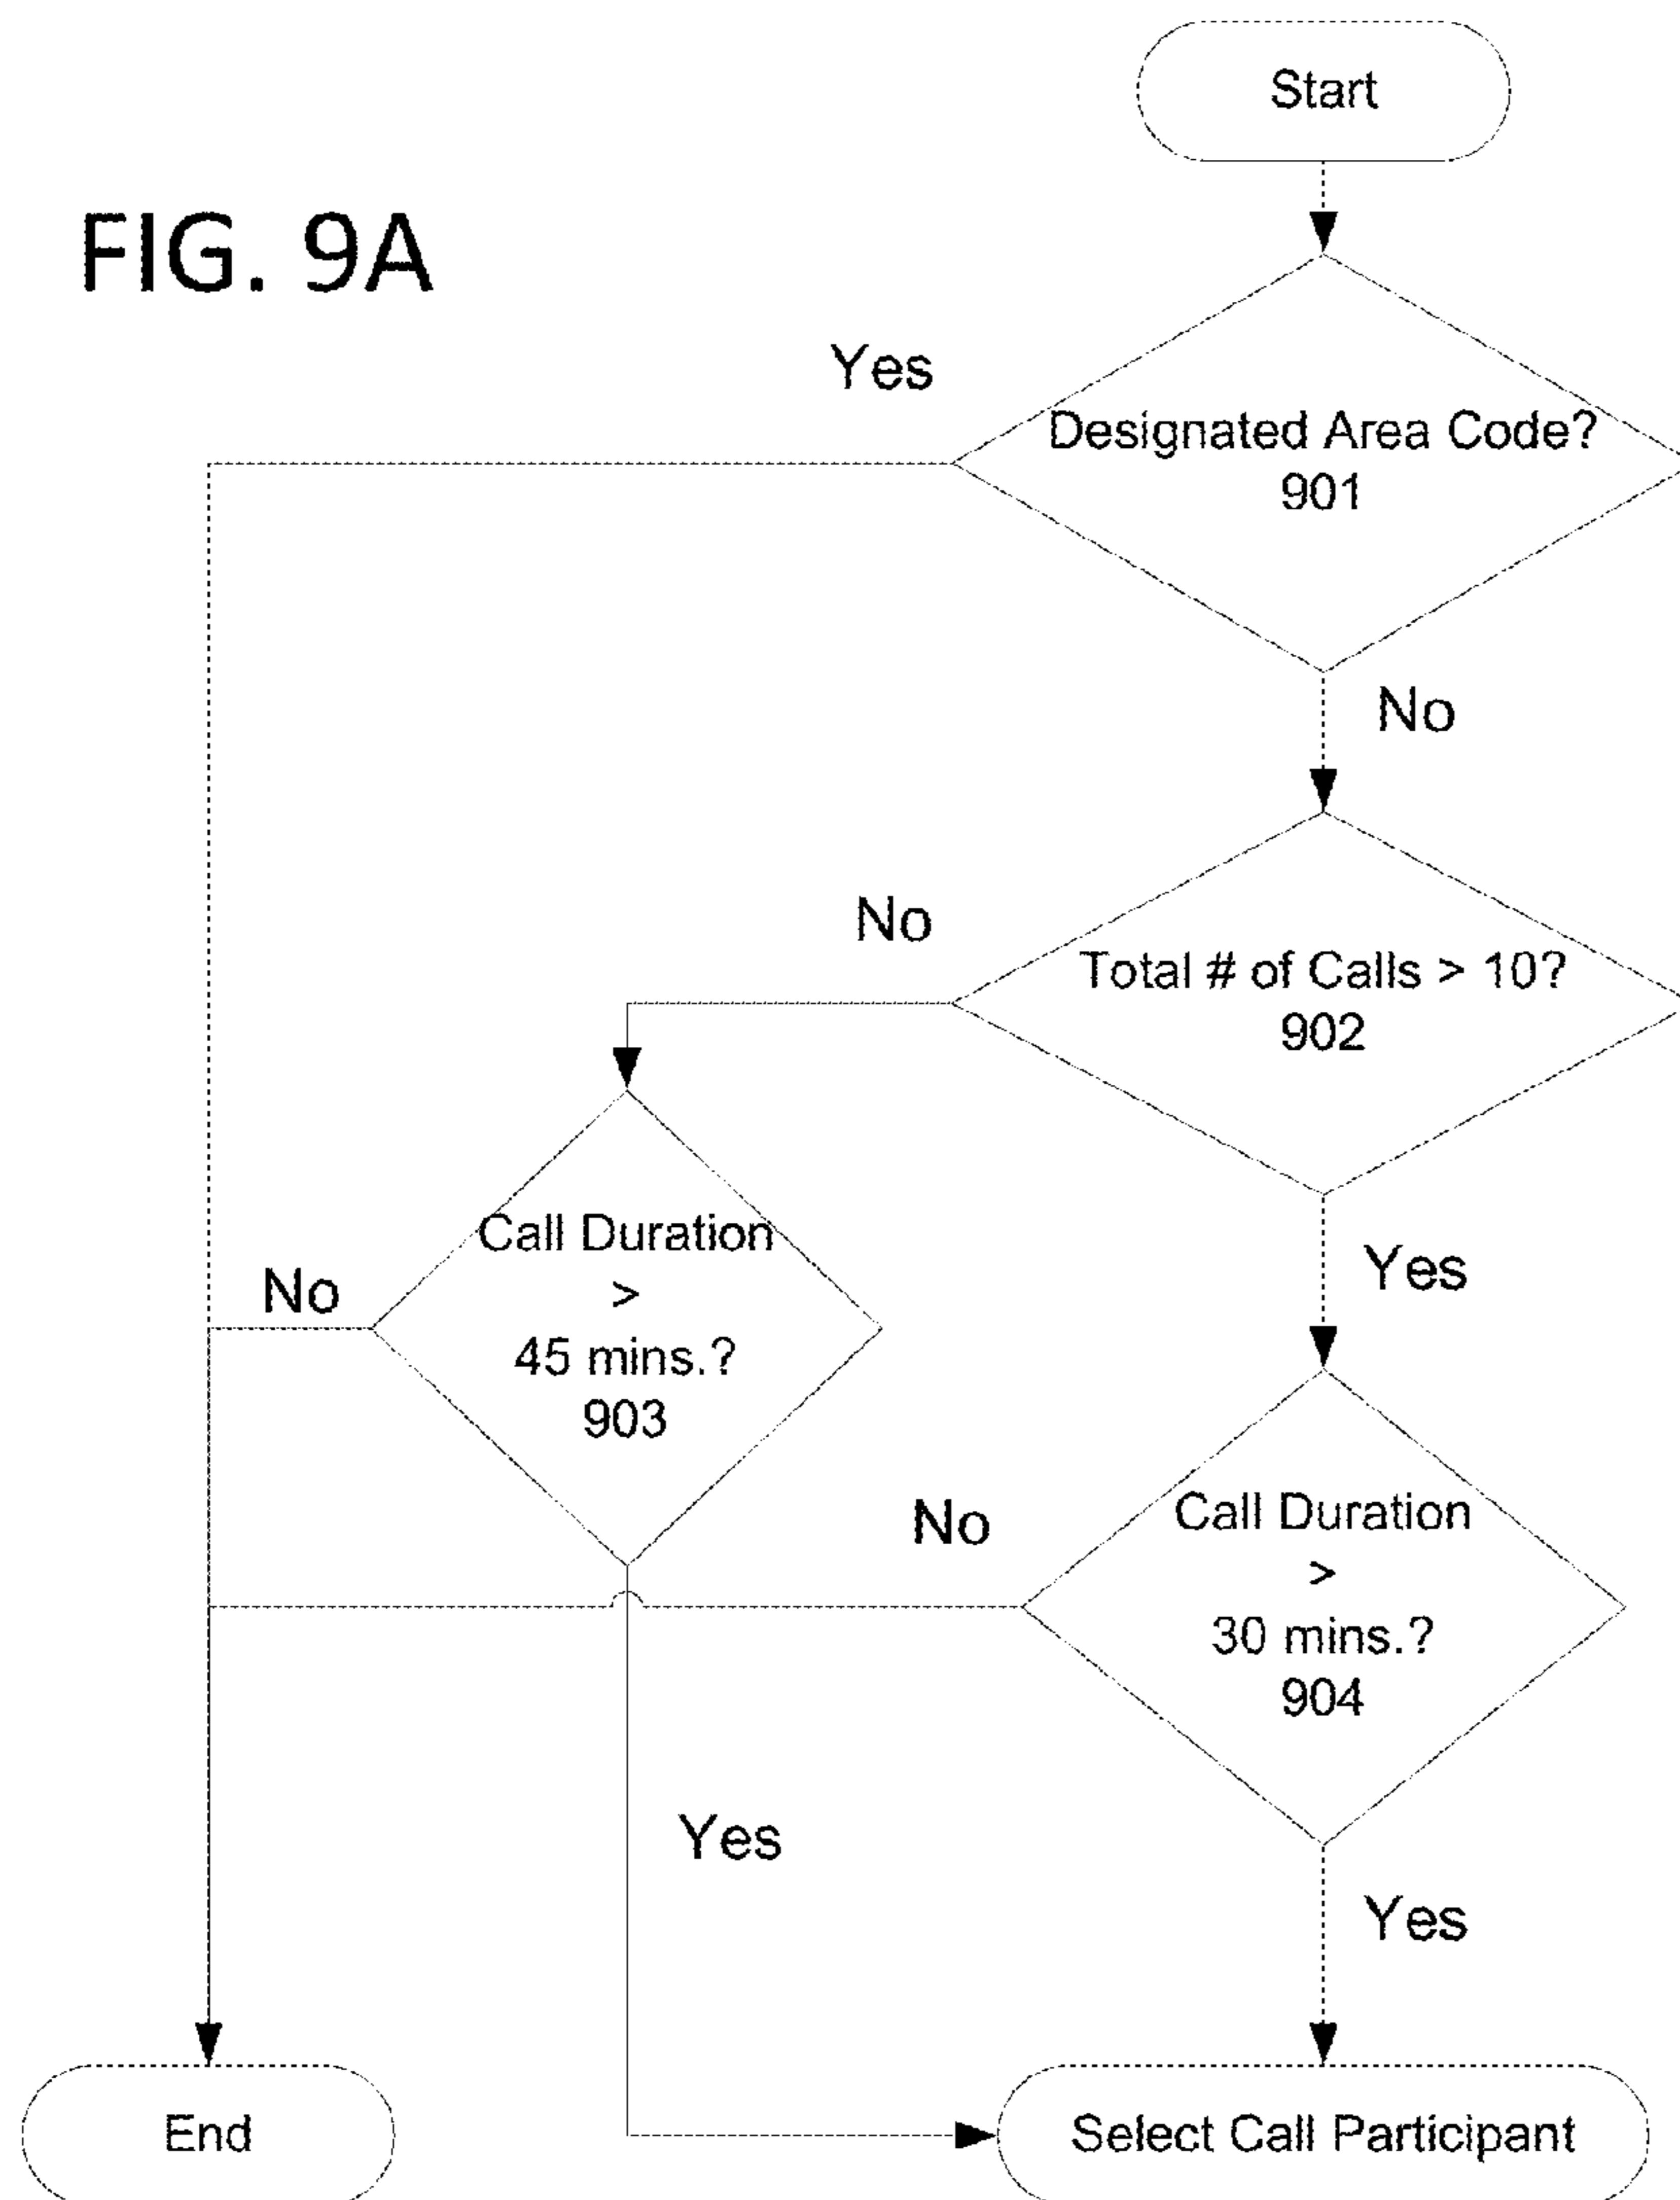 Start
FIG. 9A
Yes
Designated Area Code?
901
No
No
Total # of Calls > 10?
902
Call Duration
>
45 mins.?
903
No
Yes
Call Duration
>
30 mins.?
904
No
Yes
Yes
End
Select Call Participant